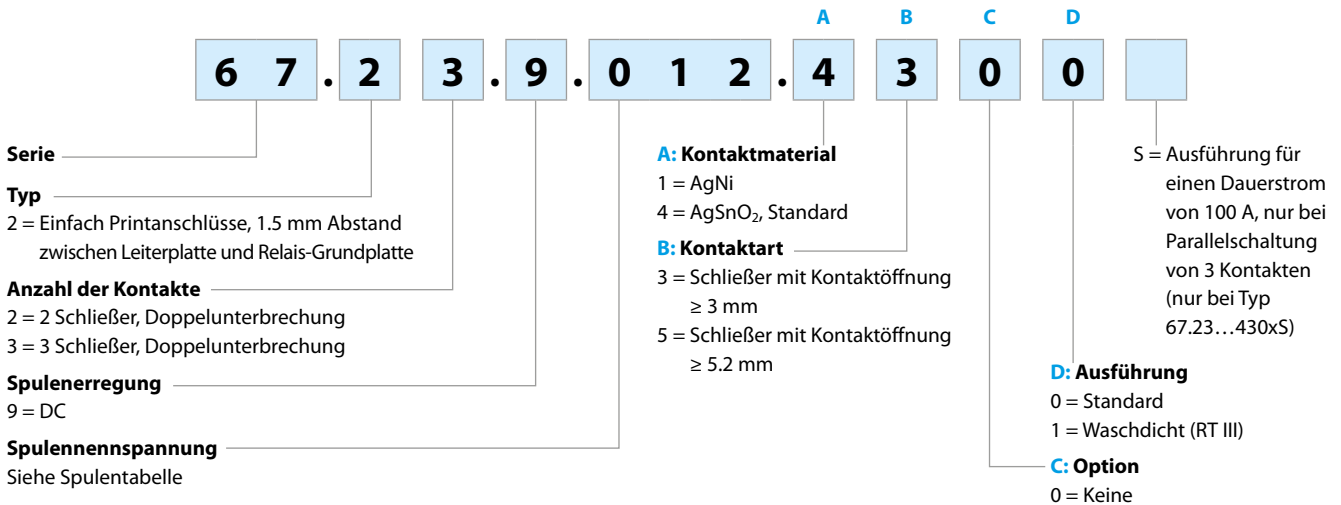 A B C D
6 7 . 2 3 . 9 . 0 1 2 . 4 3 0 0
Serie
Typ
2 = Einfach Printanschlüsse, 1.5 mm Abstand
zwischen Leiterplatte und Relais-Grundplatte
Anzahl der Kontakte
2 = 2 Schließer, Doppelunterbrechung
3 = 3 Schließer, Doppelunterbrechung
Spulenerregung
9 = DC
Spulennennspannung
Siehe Spulentabelle
A: Kontaktmaterial
1 = AgNi
4 = AgSnO₂, Standard
B: Kontaktart
3 = Schließer mit Kontaktöffnung
≥ 3 mm
5 = Schließer mit Kontaktöffnung
≥ 5.2 mm
S = Ausführung für
einen Dauerstrom
von 100 A, nur bei
Parallelschaltung
von 3 Kontakten
(nur bei Typ
67.23…430xS)
D: Ausführung
0 = Standard
1 = Waschdicht (RT III)
C: Option
0 = Keine